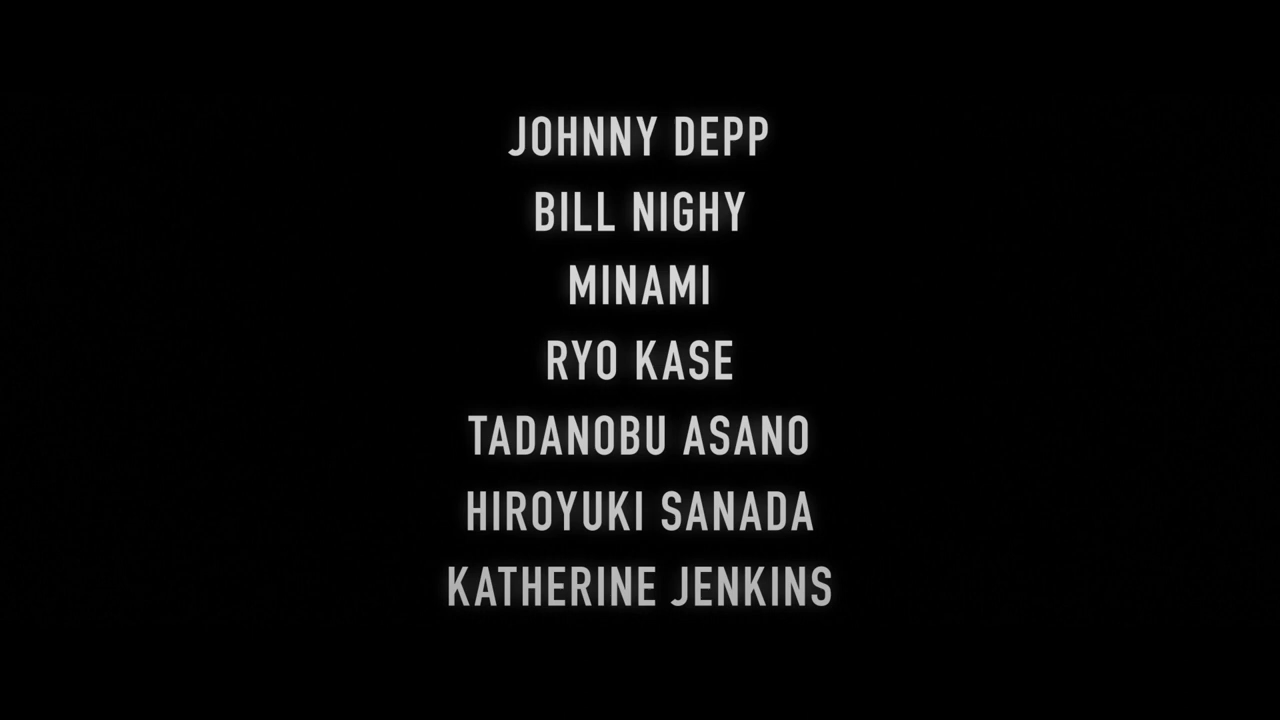 JOHNNY DEPP
BILL NIGHY
MINAMI
RYO KASE
TADANOBU ASANO
HIROYUKI SANADA
KATHERINE JENKINS